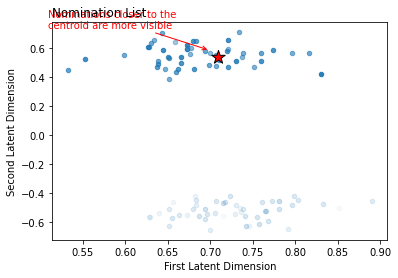 Nomination List
Nominations closer to the
centroid are more visible
0.6
0.4
0.2
0.0
−0.2
−0.4
−0.6
Second Latent Dimension
0.55 0.60 0.65 0.70 0.75 0.80 0.85 0.90
First Latent Dimension